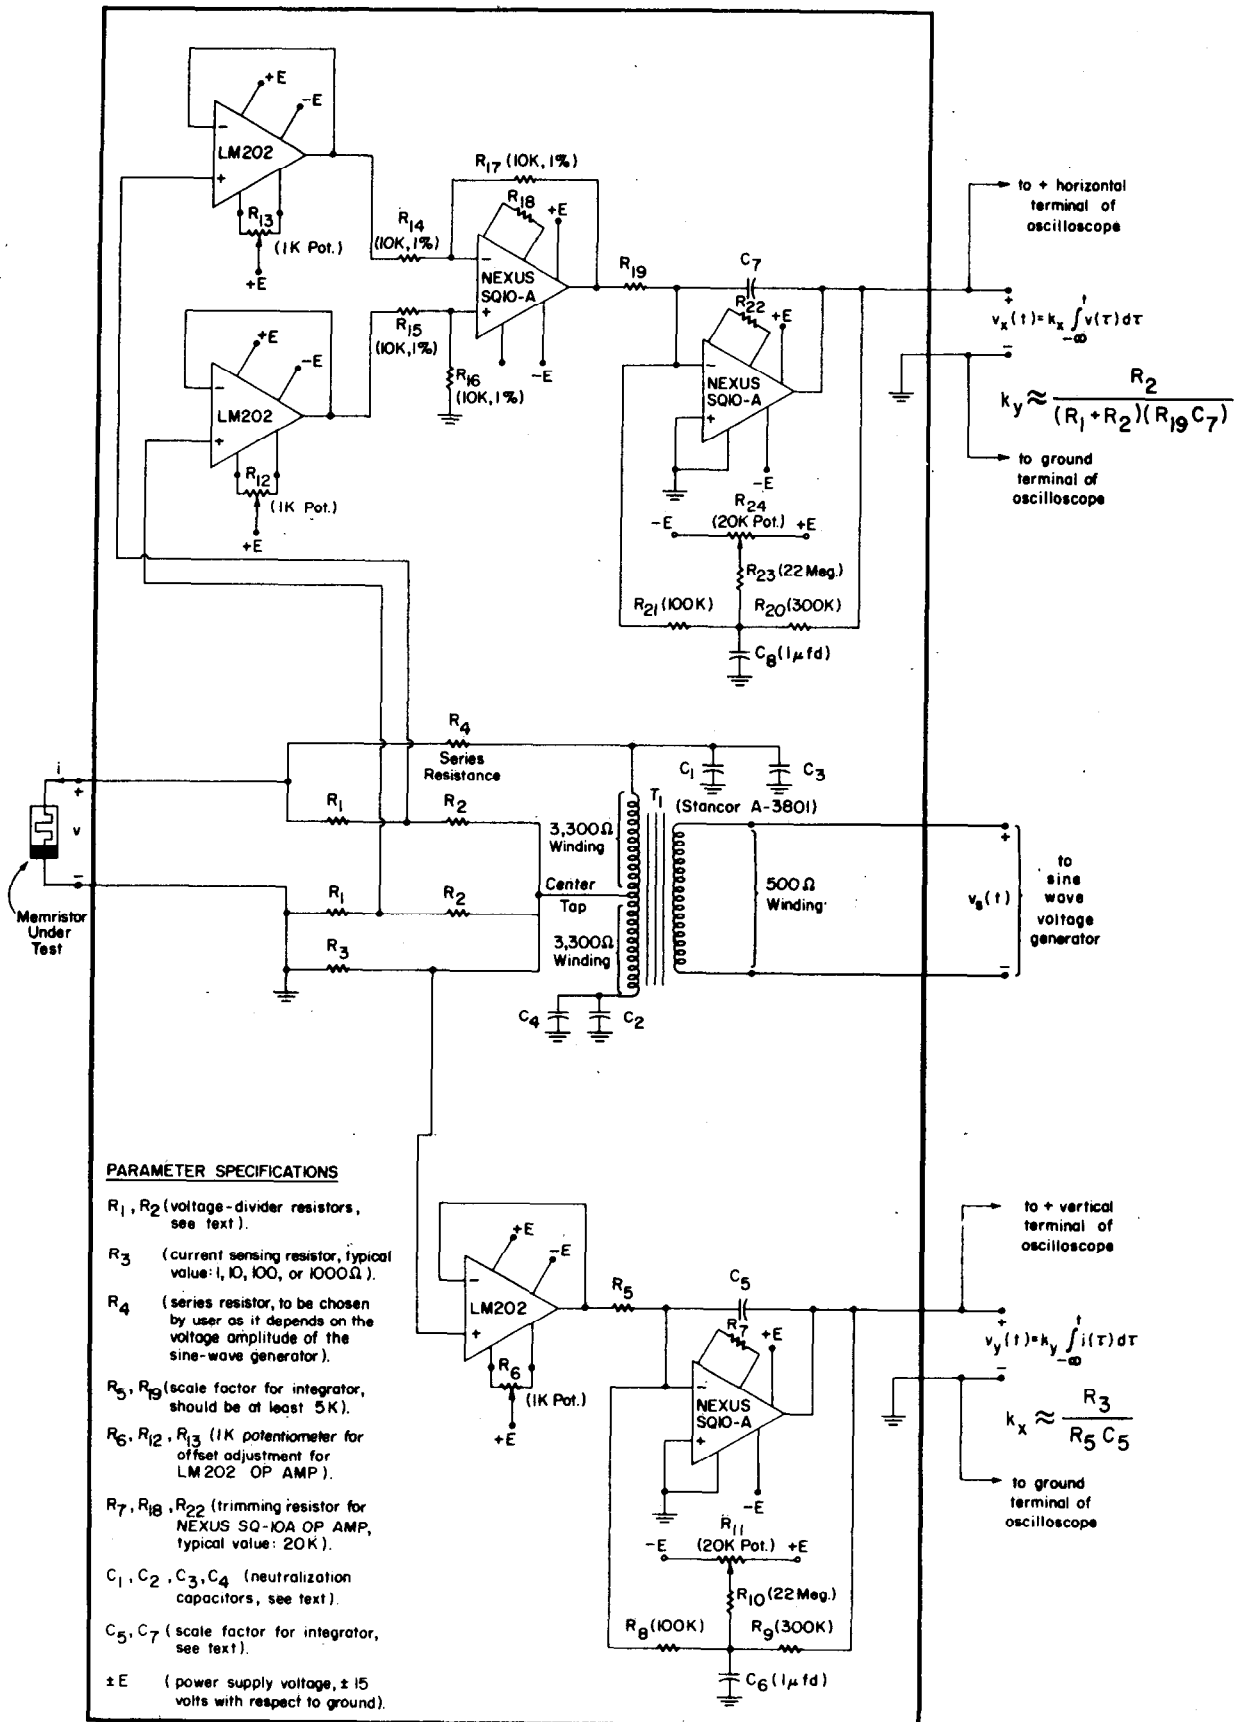 +E
−E
−
LM202
+
R13
(1K Pot.)
+E
R17 (10K, 1%)
R18
+E
R14
(10K, 1%)
−
NEXUS
SQ10-A
+
−E
R15
(10K, 1%)
R16
(10K, 1%)
+E
−E
−
LM202
+
R12
(1K Pot.)
+E
R19
C7
R22
+E
−
NEXUS
SQ10-A
+
−E
R24
−E (20K Pot.) +E
R23 (22 Meg.)
R21 (100K) R20 (300K)
C8 (1μfd)
to + horizontal
terminal of
oscilloscope
+
vx(t)=kx ∫−∞t v(τ)dτ
−
ky ≈ R2 / (R1+R2)(R19C7)
to ground
terminal of
oscilloscope
R4
Series
Resistance
C1 C3
i
+
v
−
Memristor
Under
Test
R1 R2
R1 R2
R3
3,300Ω
Winding
Center
Tap
3,300Ω
Winding
T1
(Stancor A-3801)
500Ω
Winding
C4 C2
+
vs(t)
−
to
sine
wave
voltage
generator
PARAMETER SPECIFICATIONS
R1, R2 (voltage-divider resistors,
see text).
R3 (current sensing resistor, typical
value: 1, 10, 100, or 1000Ω).
R4 (series resistor, to be chosen
by user as it depends on the
voltage amplitude of the
sine-wave generator).
R5, R19 (scale factor for integrator,
should be at least 5K).
R6, R12, R13 (1K potentiometer for
offset adjustment for
LM202 OP AMP).
R7, R18, R22 (trimming resistor for
NEXUS SQ-10A OP AMP,
typical value: 20K).
C1, C2, C3, C4 (neutralization
capacitors, see text).
C5, C7 (scale factor for integrator,
see text).
±E (power supply voltage, ± 15
volts with respect to ground).
+E
−E
−
LM202
+
R6
(1K Pot.)
+E
R5
C5
R7
+E
−
NEXUS
SQ10-A
+
−E
R11
−E (20K Pot.) +E
R10 (22 Meg.)
R8 (100K) R9 (300K)
C6 (1μfd)
to + vertical
terminal of
oscilloscope
+
vy(t)=ky ∫−∞t i(τ)dτ
−
kx ≈ R3 / R5 C5
to ground
terminal of
oscilloscope